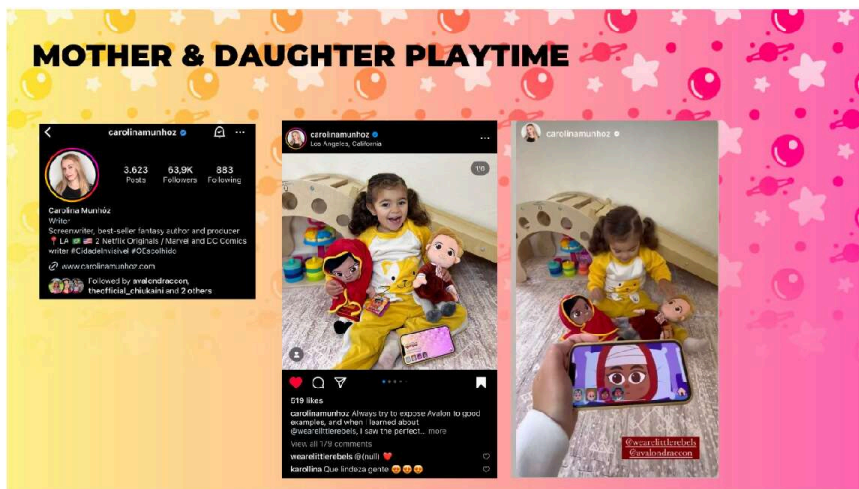 MOTHER & DAUGHTER PLAYTIME
carolinamunhoz
3.623 63,9K 883
Posts Followers Following
Carolina Munhóz
Writer
Screenwriter, best-seller fantasy author and producer
LA 2 Netflix Originals / Marvel and DC Comics
writer #CidadeInvisivel #OEscolhido
www.carolinamunhoz.com
Followed by avalondraccon,
theofficial_chiukaini and 2 others
carolinamunhoz
Los Angeles, California
519 likes
carolinamunhoz Always try to expose Avalon to good
examples, and when I learned about
@wearelittlerebels, I saw the perfect... more
View all 179 comments
wearelittlerebels @(null) ❤️
karollina Que lindeza gente 😍😍😍
carolinamunhoz
@wearelittlerebels
@avalondraccon